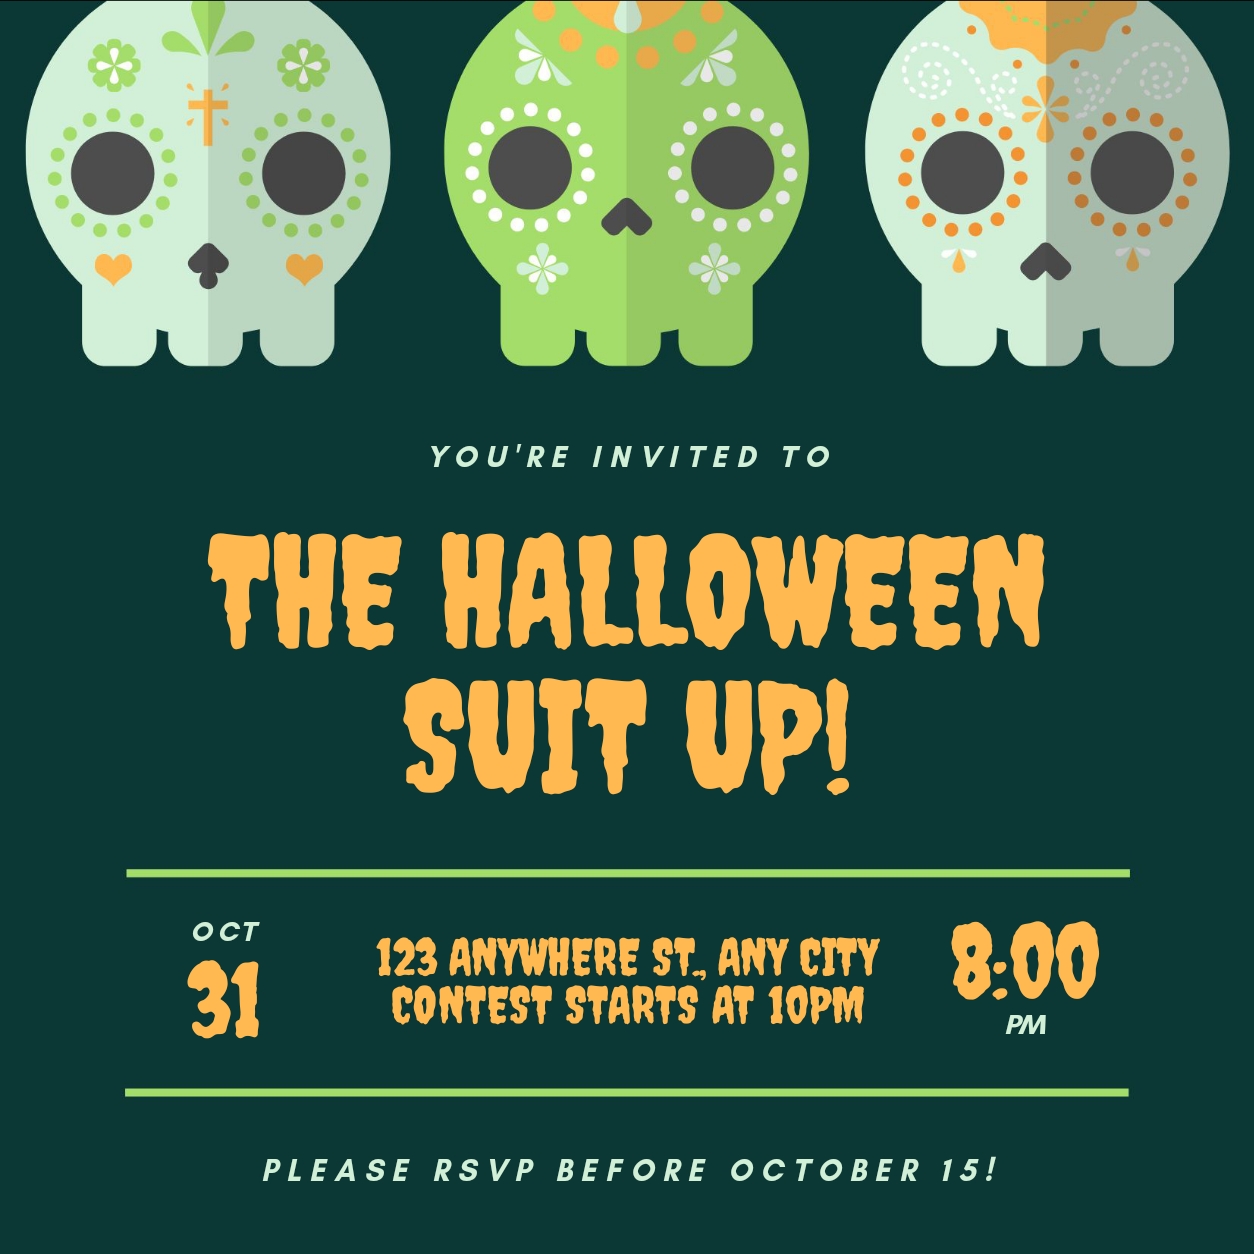 YOU'RE INVITED TO
THE HALLOWEEN
SUIT UP!
OCT
31
123 ANYWHERE ST., ANY CITY
CONTEST STARTS AT 10PM
8:00
PM
PLEASE RSVP BEFORE OCTOBER 15!